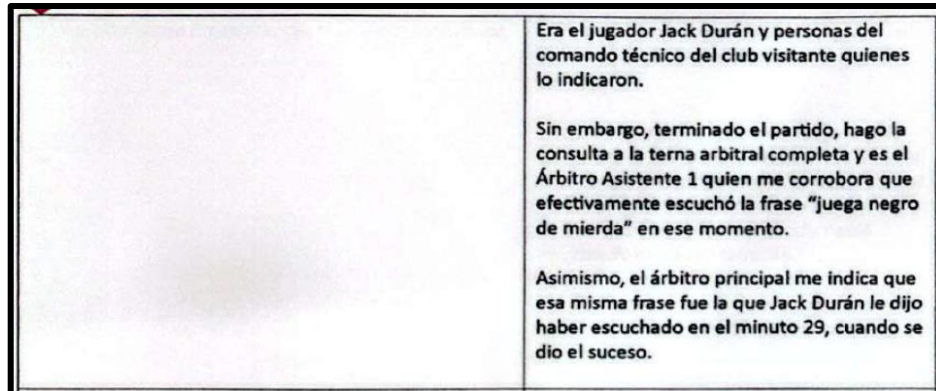 Era el jugador Jack Durán y personas del
comando técnico del club visitante quienes
lo indicaron.
Sin embargo, terminado el partido, hago la
consulta a la terna arbitral completa y es el
Árbitro Asistente 1 quien me corrobora que
efectivamente escuchó la frase “juega negro
de mierda” en ese momento.
Asimismo, el árbitro principal me indica que
esa misma frase fue la que Jack Durán le dijo
haber escuchado en el minuto 29, cuando se
dio el suceso.